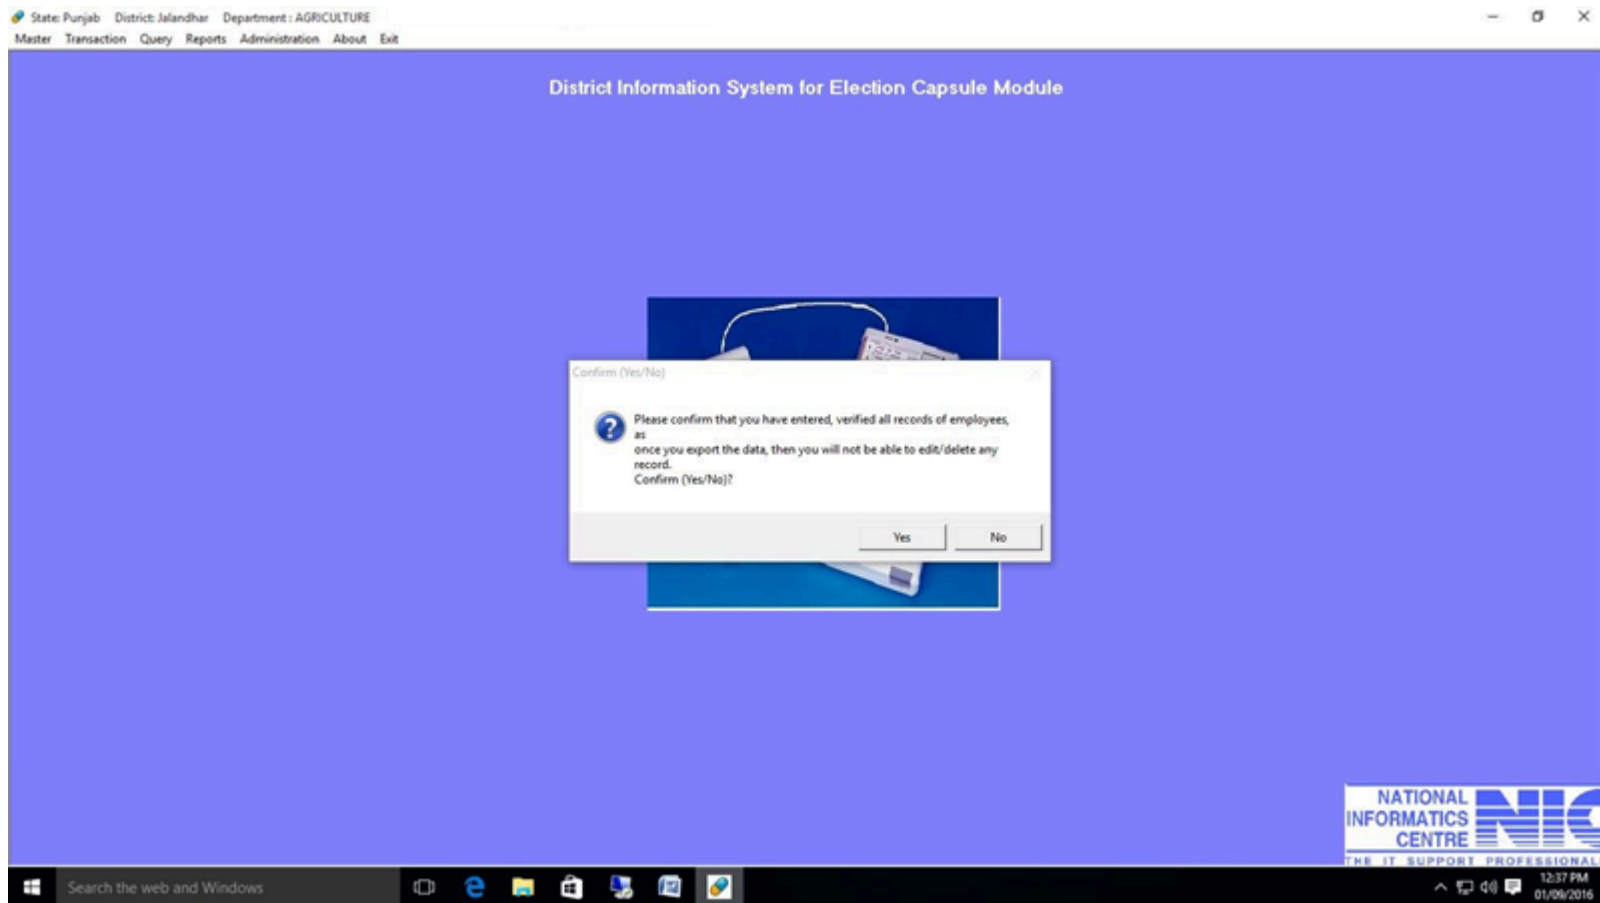 State: Punjab District: Jalandhar Department : AGRICULTURE
Master Transaction Query Reports Administration About Exit
District Information System for Election Capsule Module
Confirm (Yes/No)
Please confirm that you have entered, verified all records of employees,
as
once you export the data, then you will not be able to edit/delete any
record.
Confirm (Yes/No)?
Yes No
NATIONAL
INFORMATICS
CENTRE
NIC
THE IT SUPPORT PROFESSIONAL
Search the web and Windows
12:37 PM
01/09/2016